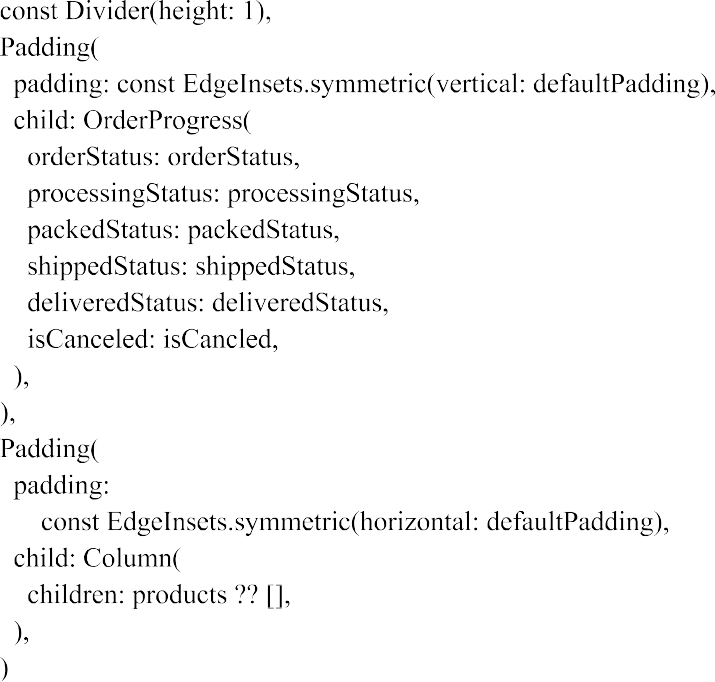 const Divider(height: 1),
Padding(
  padding: const EdgeInsets.symmetric(vertical: defaultPadding),
  child: OrderProgress(
    orderStatus: orderStatus,
    processingStatus: processingStatus,
    packedStatus: packedStatus,
    shippedStatus: shippedStatus,
    deliveredStatus: deliveredStatus,
    isCanceled: isCancled,
  ),
),
Padding(
  padding:
      const EdgeInsets.symmetric(horizontal: defaultPadding),
  child: Column(
    children: products ?? [],
  ),
)